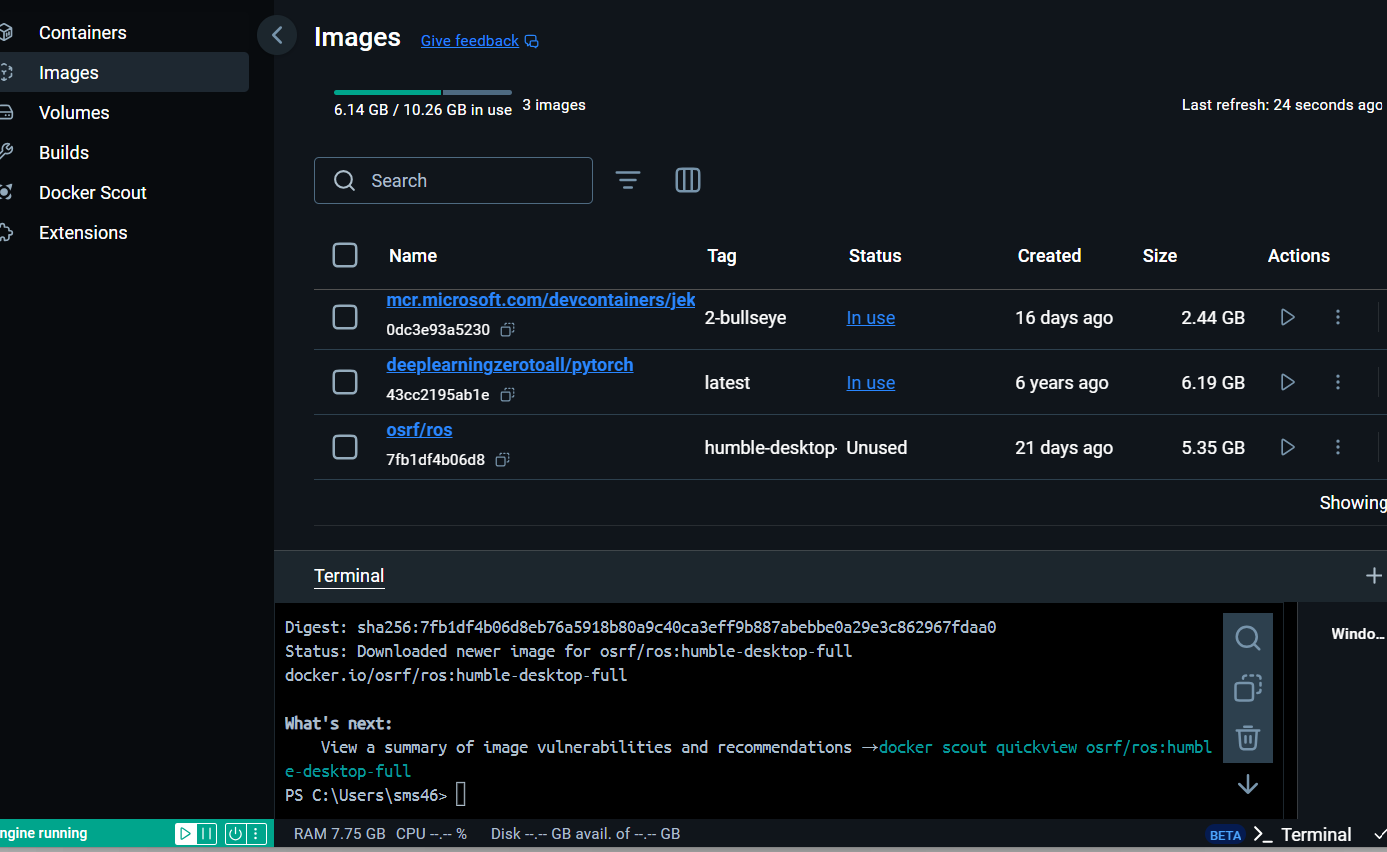 Containers
Images
Volumes
Builds
Docker Scout
Extensions
Images Give feedback
6.14 GB / 10.26 GB in use 3 images
Last refresh: 24 seconds ago
Search
Name Tag Status Created Size Actions
mcr.microsoft.com/devcontainers/jek
0dc3e93a5230
2-bullseye In use 16 days ago 2.44 GB
deeplearningzerotoall/pytorch
43cc2195ab1e
latest In use 6 years ago 6.19 GB
osrf/ros
7fb1df4b06d8
humble-desktop- Unused 21 days ago 5.35 GB
Showing
Terminal
Digest: sha256:7fb1df4b06d8eb76a5918b80a9c40ca3eff9b887abebbe0a29e3c862967fdaa0
Status: Downloaded newer image for osrf/ros:humble-desktop-full
docker.io/osrf/ros:humble-desktop-full
What's next:
View a summary of image vulnerabilities and recommendations →docker scout quickview osrf/ros:humbl
e-desktop-full
PS C:\Users\sms46>
Windo...
ngine running
RAM 7.75 GB CPU --.-- % Disk --.-- GB avail. of --.-- GB
BETA >_ Terminal